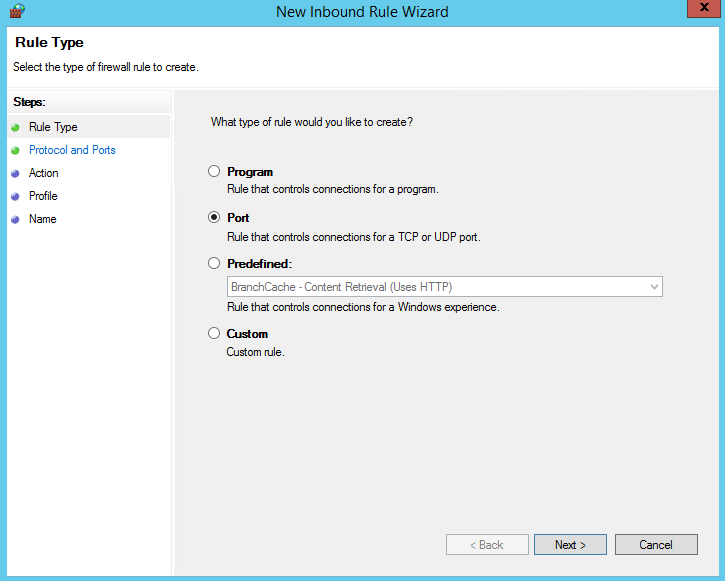 New Inbound Rule Wizard
x
Rule Type
Select the type of firewall rule to create.
Steps:
Rule Type
Protocol and Ports
Action
Profile
Name
What type of rule would you like to create?
Program
Rule that controls connections for a program.
Port
Rule that controls connections for a TCP or UDP port.
Predefined:
BranchCache - Content Retrieval (Uses HTTP)
Rule that controls connections for a Windows experience.
Custom
Custom rule.
< Back
Next >
Cancel